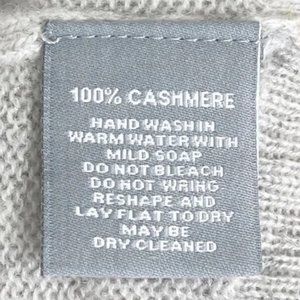 100% CASHMERE
HAND WASH IN
WARM WATER WITH
MILD SOAP
DO NOT BLEACH
DO NOT WRING
RESHAPE AND
LAY FLAT TO DRY
MAY BE
DRY CLEANED